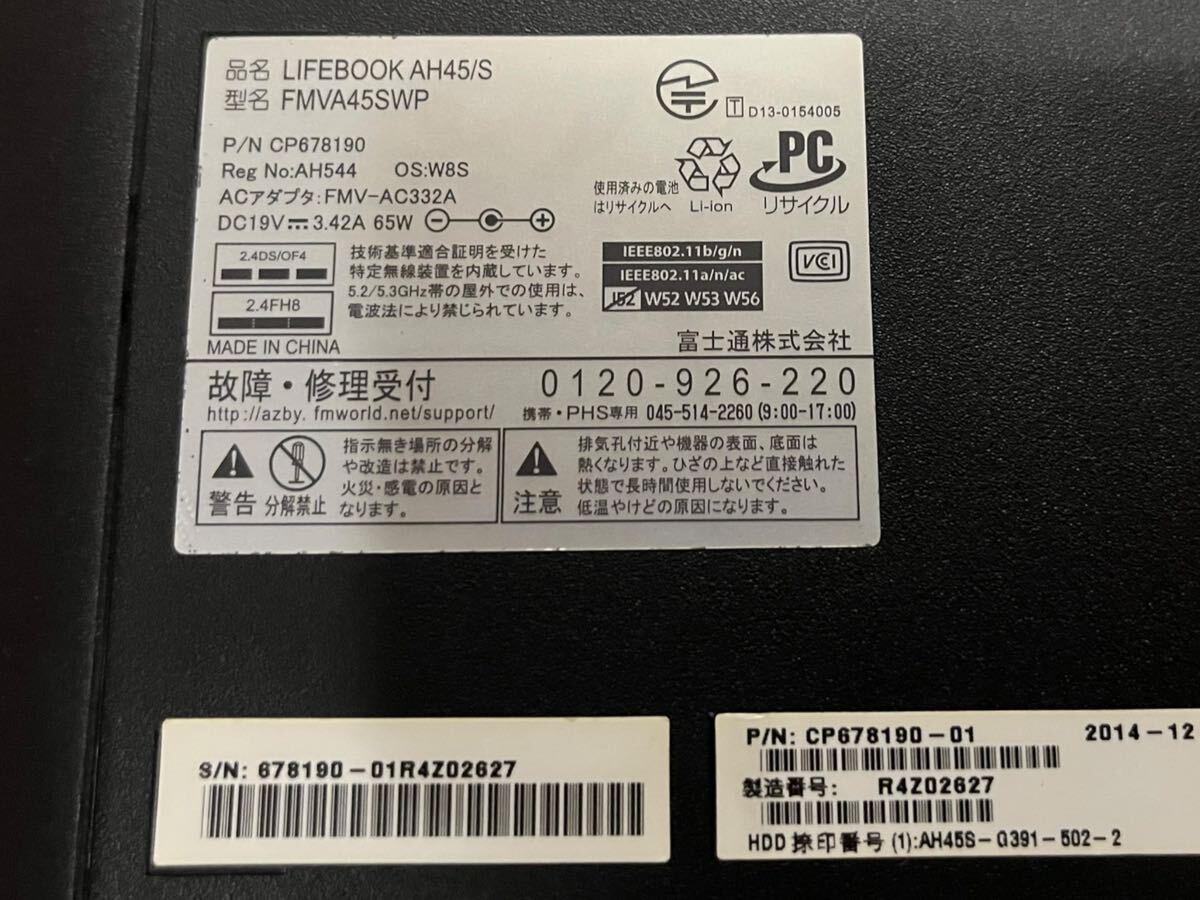 品名 LIFEBOOK AH45/S
型名 FMVA45SWP
T D13-0154005
P/N CP678190
Reg No:AH544 OS:W8S
ACアダプタ:FMV-AC332A
DC19V 3.42A 65W
使用済みの電池
はリサイクルへ
Li-ion
PC
リサイクル
2.4DS/OF4
2.4FH8
技術基準適合証明を受けた
特定無線装置を内蔵しています。
5.2/5.3GHz帯の屋外での使用は、
電波法により禁じられています。
IEEE802.11b/g/n
IEEE802.11a/n/ac
J52 W52 W53 W56
VCCI
MADE IN CHINA
富士通株式会社
故障・修理受付 0120-926-220
http://azby.fmworld.net/support/ 携帯・PHS専用 045-514-2260 (9:00-17:00)
警告
分解禁止
指示無き場所の分解
や改造は禁止です。
火災・感電の原因と
なります。
注意
排気孔付近や機器の表面、底面は
熱くなります。ひざの上など直接触れた
状態で長時間使用しないでください。
低温やけどの原因になります。
S/N: 678190-01R4Z02627
P/N: CP678190-01 2014-12
製造番号: R4Z02627
HDD 捺印番号 (1):AH45S-G391-502-2